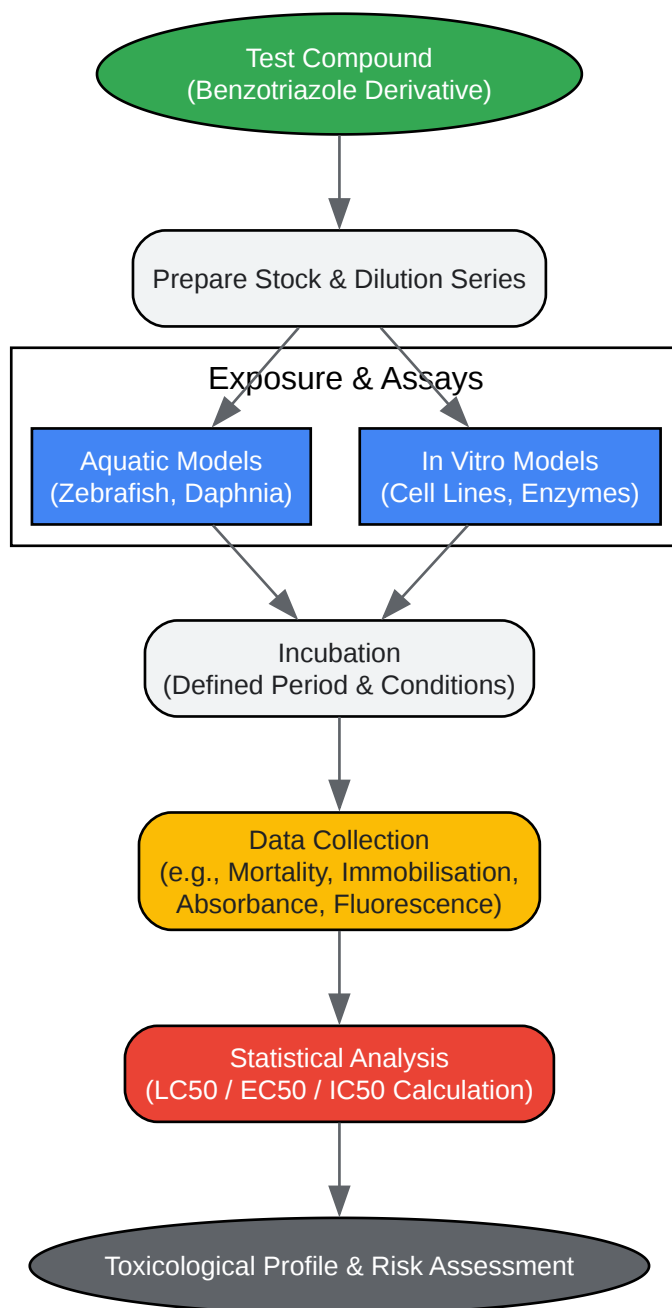 Test Compound
(Benzotriazole Derivative)
Prepare Stock & Dilution Series
Exposure & Assays
Aquatic Models
(Zebrafish, Daphnia)
In Vitro Models
(Cell Lines, Enzymes)
Incubation
(Defined Period & Conditions)
Data Collection
(e.g., Mortality, Immobilisation,
Absorbance, Fluorescence)
Statistical Analysis
(LC50 / EC50 / IC50 Calculation)
Toxicological Profile & Risk Assessment